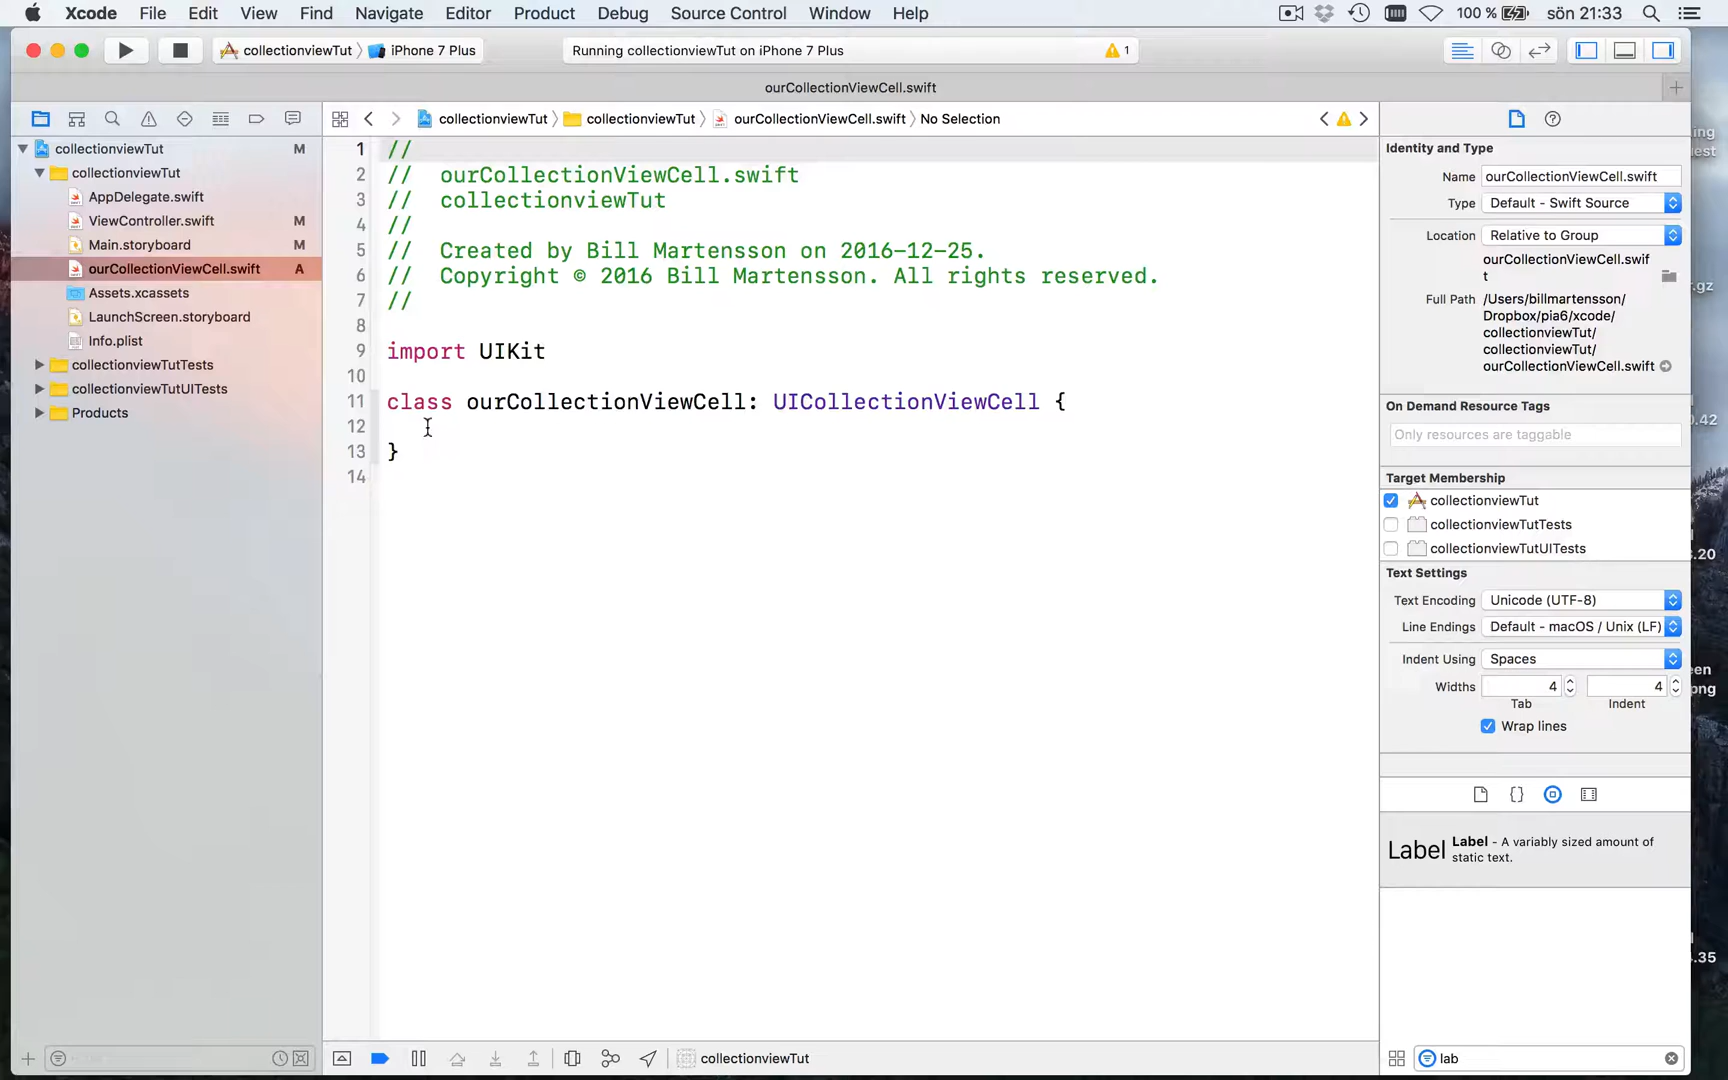 Xcode File Edit View Find Navigate Editor Product Debug Source Control Window Help 100 % sön 21:33
collectionviewTut iPhone 7 Plus Running collectionviewTut on iPhone 7 Plus 1
ourCollectionViewCell.swift
collectionviewTut collectionviewTut ourCollectionViewCell.swift No Selection
collectionviewTut M
collectionviewTut
AppDelegate.swift
ViewController.swift M
Main.storyboard M
ourCollectionViewCell.swift A
Assets.xcassets
LaunchScreen.storyboard
Info.plist
collectionviewTutTests
collectionviewTutUITests
Products
1 //
2 // ourCollectionViewCell.swift
3 // collectionviewTut
4 //
5 // Created by Bill Martensson on 2016-12-25.
6 // Copyright © 2016 Bill Martensson. All rights reserved.
7 //
8
9 import UIKit
10
11 class ourCollectionViewCell: UICollectionViewCell {
12
13 }
14
collectionviewTut
Identity and Type
Name ourCollectionViewCell.swift
Type Default - Swift Source
Location Relative to Group
ourCollectionViewCell.swif
t
Full Path /Users/billmartensson/
Dropbox/pia6/xcode/
collectionviewTut/
collectionviewTut/
ourCollectionViewCell.swift
On Demand Resource Tags
Only resources are taggable
Target Membership
collectionviewTut
collectionviewTutTests
collectionviewTutUITests
Text Settings
Text Encoding Unicode (UTF-8)
Line Endings Default - macOS / Unix (LF)
Indent Using Spaces
Widths 4 4
Tab Indent
Wrap lines
Label Label - A variably sized amount of
static text.
lab